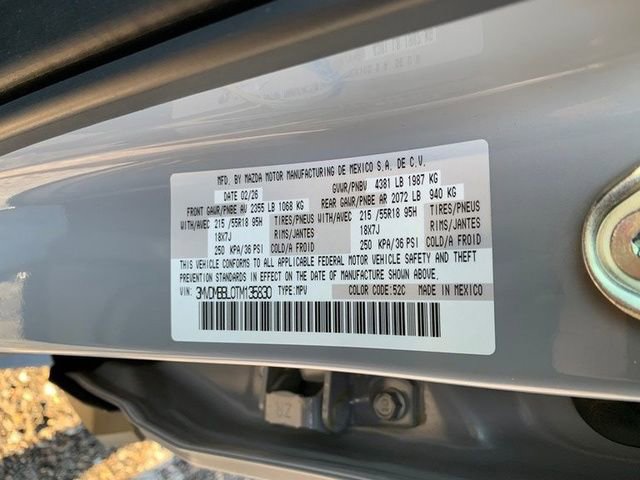 MFD. BY MAZDA MOTOR MANUFACTURING DE MEXICO S.A. DE C.V.
DATE 02/26 GVWR/PNBV 4381 LB 1987 KG
FRONT GAWR/PNBE AV 2355 LB 1068 KG REAR GAWR/PNBE AR 2072 LB 940 KG
WITH/AVEC 215 /55R18 95H TIRES/PNEUS WITH/AVEC 215 /55R18 95H TIRES/PNEUS
18X7J RIMS/JANTES 18X7J RIMS/JANTES
250 KPA/36 PSI COLD/A FROID 250 KPA/36 PSI COLD/A FROID
THIS VEHICLE CONFORMS TO ALL APPLICABLE FEDERAL MOTOR VEHICLE SAFETY AND THEFT
PREVENTION STANDARDS IN EFFECT ON THE DATE OF MANUFACTURE SHOWN ABOVE.
VIN: 3MVDMBBL0TM135830 TYPE:MPV COLOR CODE:52C MADE IN MEXICO